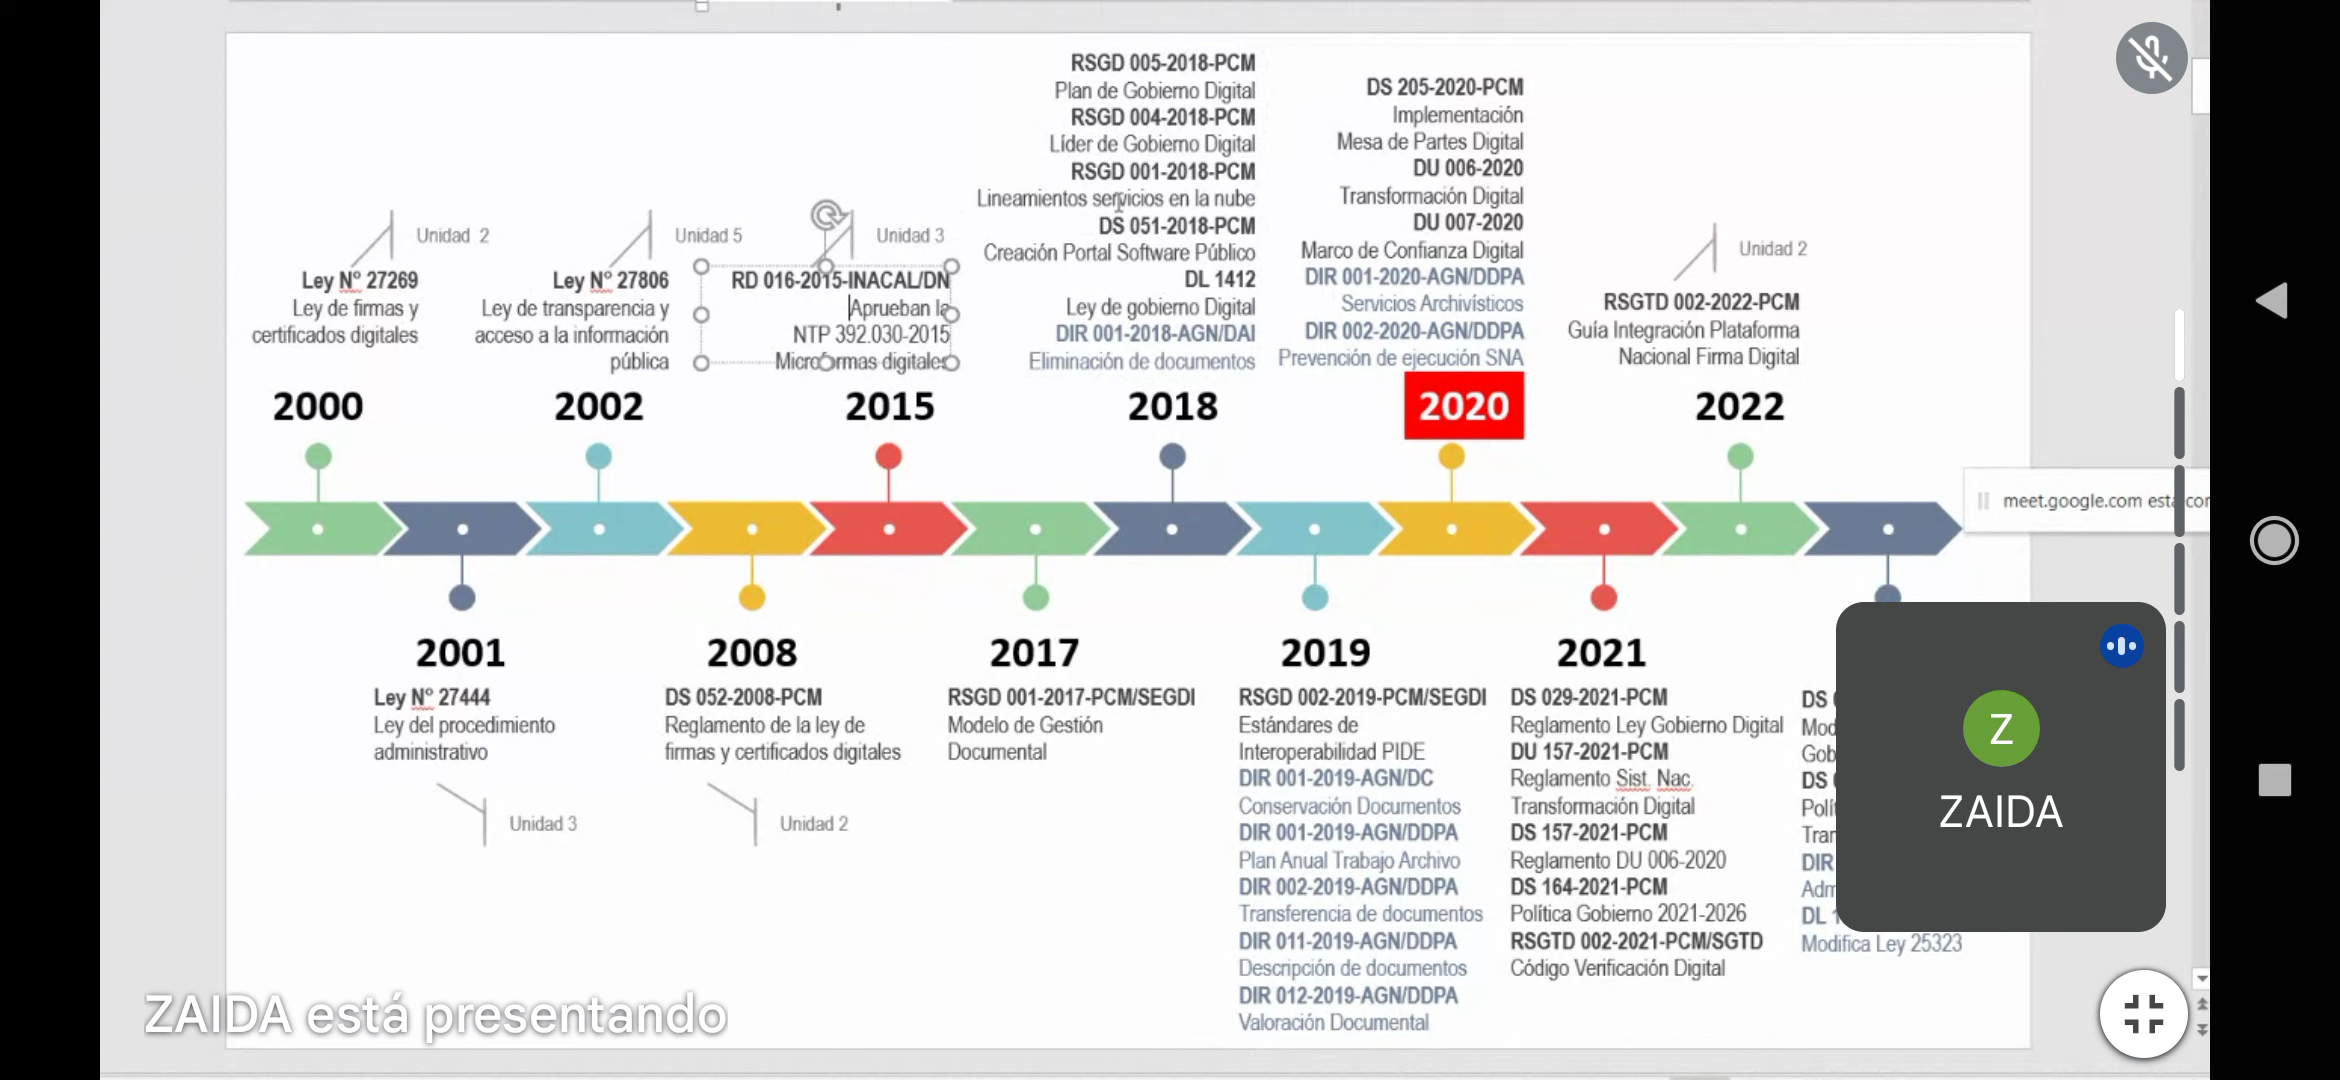 RSGD 005-2018-PCM
Plan de Gobierno Digital
RSGD 004-2018-PCM
Líder de Gobierno Digital
RSGD 001-2018-PCM
Lineamientos servicios en la nube
DS 051-2018-PCM
Creación Portal Software Público
DL 1412
Ley de gobierno Digital
DIR 001-2018-AGN/DAI
Eliminación de documentos
DS 205-2020-PCM
Implementación
Mesa de Partes Digital
DU 006-2020
Transformación Digital
DU 007-2020
Marco de Confianza Digital
DIR 001-2020-AGN/DDPA
Servicios Archivísticos
DIR 002-2020-AGN/DDPA
Prevención de ejecución SNA
Unidad 2
Ley N° 27269
Ley de firmas y
certificados digitales
Unidad 5
Ley N° 27806
Ley de transparencia y
acceso a la información
pública
Unidad 3
RD 016-2015-INACAL/DN
Aprueban la
NTP 392.030-2015
Microformas digitales
Unidad 2
RSGTD 002-2022-PCM
Guía Integración Plataforma
Nacional Firma Digital
2000
2002
2015
2018
2020
2022
meet.google.com está
2001
2008
2017
2019
2021
Ley N° 27444
Ley del procedimiento
administrativo
Unidad 3
DS 052-2008-PCM
Reglamento de la ley de
firmas y certificados digitales
Unidad 2
RSGD 001-2017-PCM/SEGDI
Modelo de Gestión
Documental
RSGD 002-2019-PCM/SEGDI
Estándares de
Interoperabilidad PIDE
DIR 001-2019-AGN/DC
Conservación Documentos
DIR 001-2019-AGN/DDPA
Plan Anual Trabajo Archivo
DIR 002-2019-AGN/DDPA
Transferencia de documentos
DIR 011-2019-AGN/DDPA
Descripción de documentos
DIR 012-2019-AGN/DDPA
Valoración Documental
DS 029-2021-PCM
Reglamento Ley Gobierno Digital
DU 157-2021-PCM
Reglamento Sist. Nac.
Transformación Digital
DS 157-2021-PCM
Reglamento DU 006-2020
DS 164-2021-PCM
Política Gobierno 2021-2026
RSGTD 002-2021-PCM/SGTD
Código Verificación Digital
DS
DS
DIR
DL
Modifica Ley 25323
Z
ZAIDA
ZAIDA está presentando